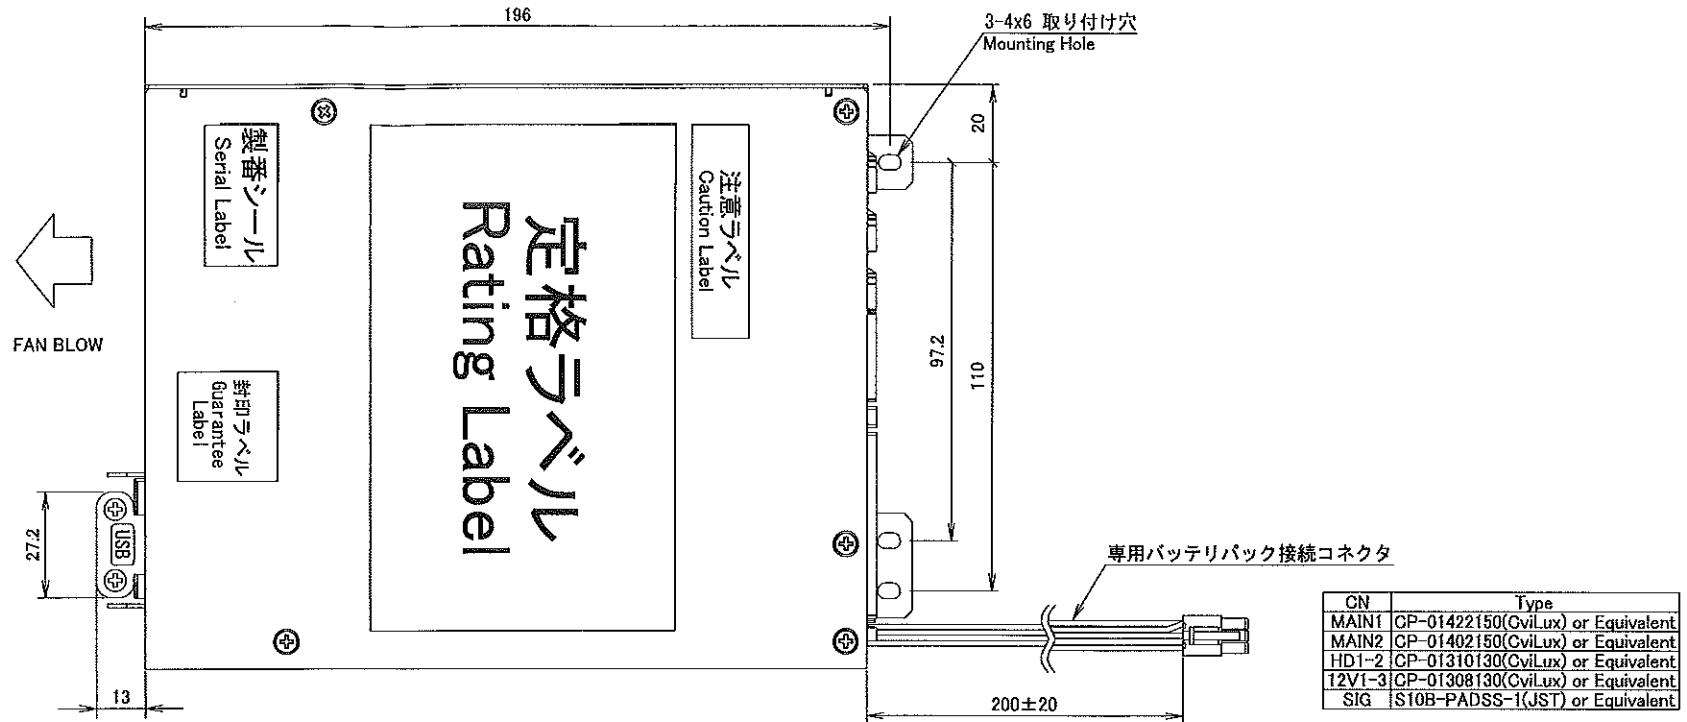 196
3-4x6 取り付け穴
Mounting Hole
20
製番シール
Serial Label
注意ラベル
Caution Label
定格ラベル
Rating Label
FAN BLOW
97.2
110
封印ラベル
Guarantee
Label
27.2
USB
専用バッテリパック接続コネクタ
13
200±20
CN Type
MAIN1 CP-01422150(CviLux) or Equivalent
MAIN2 CP-01402150(CviLux) or Equivalent
HD1-2 CP-01310130(CviLux) or Equivalent
12V1-3 CP-01308130(CviLux) or Equivalent
SIG S10B-PADSS-1(JST) or Equivalent